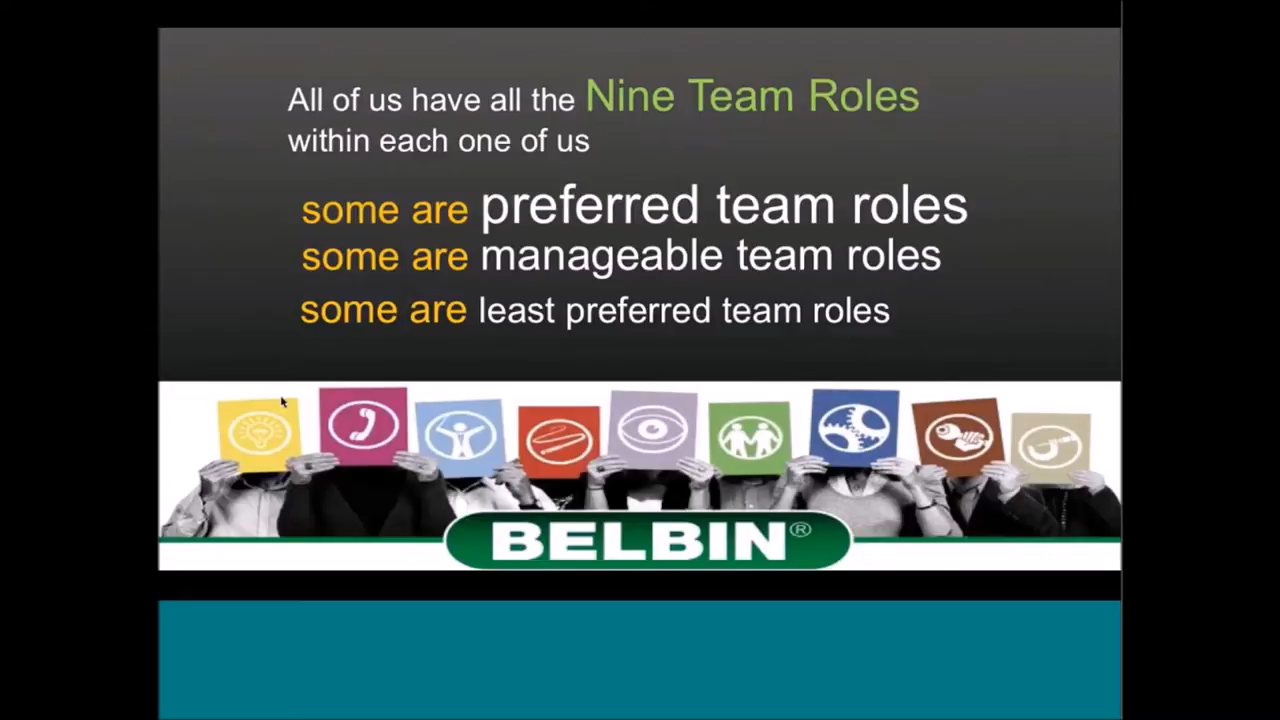 All of us have all the Nine Team Roles
within each one of us
some are preferred team roles
some are manageable team roles
some are least preferred team roles
BELBIN®